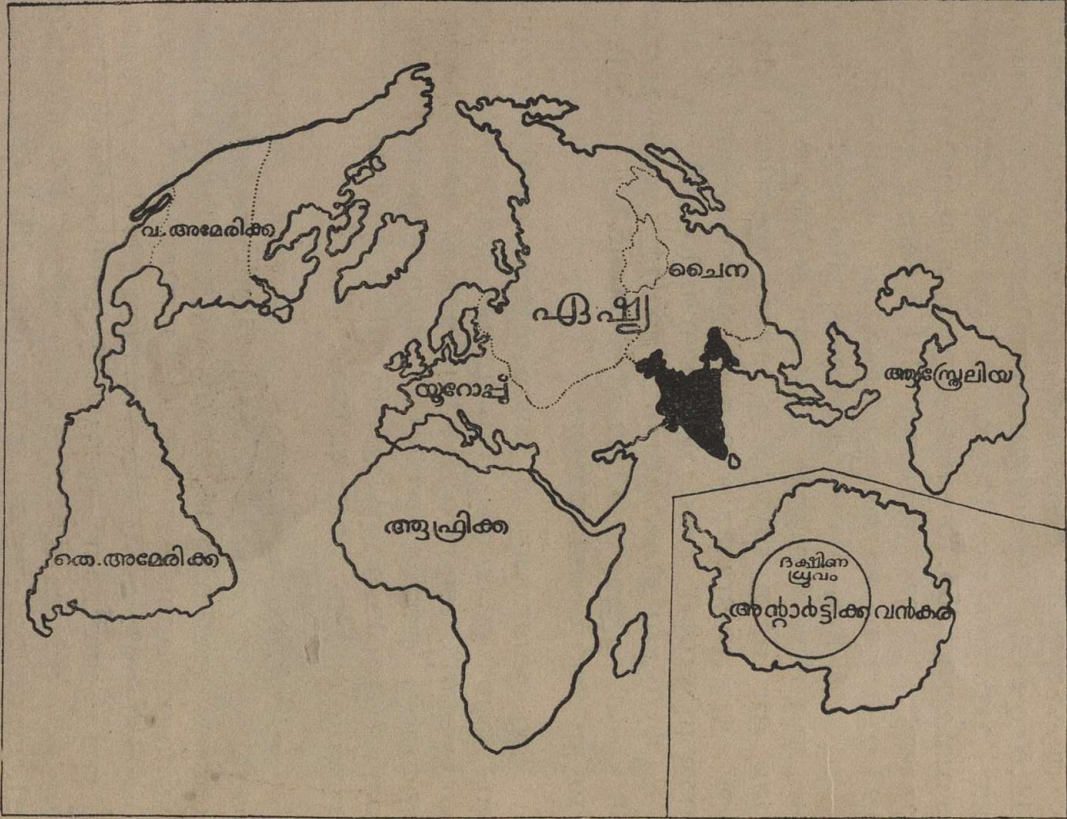 വ. അമേരിക്ക
ചൈന
ഏഷ്യ
യൂറോപ്പ്
ആസ്ത്രേലിയ
ആഫ്രിക്ക
തെ. അമേരിക്ക
ദക്ഷിണ
ധ്രുവം
അന്റാർട്ടിക്ക വൻകര